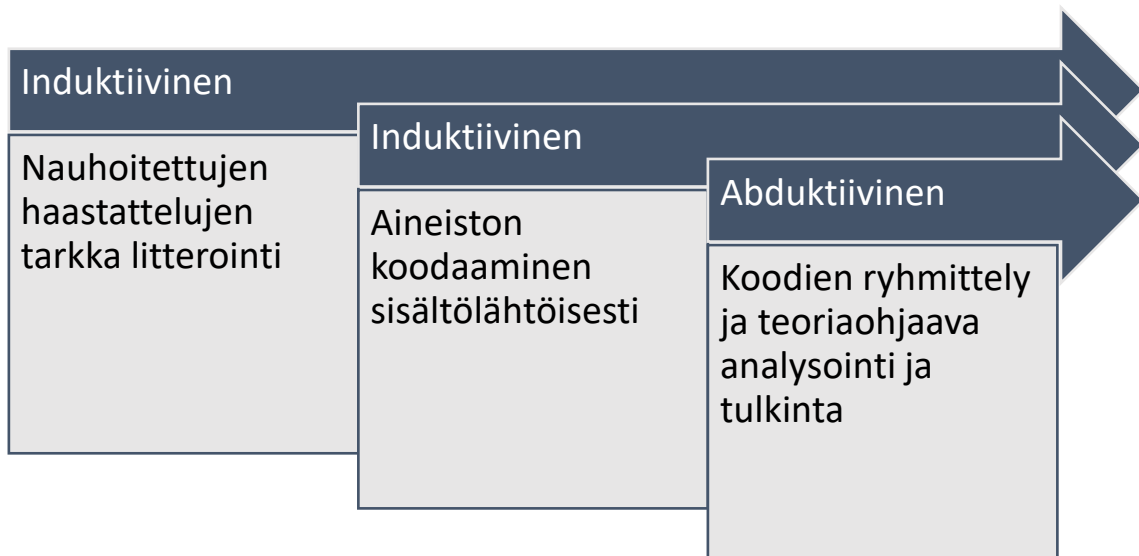 Induktiivinen
Nauhoitettujen
haastattelujen
tarkka litterointi
Induktiivinen
Aineiston
koodaaminen
sisältölähtöisesti
Abduktiivinen
Koodien ryhmittely
ja teoriaohjaava
analysointi ja
tulkinta